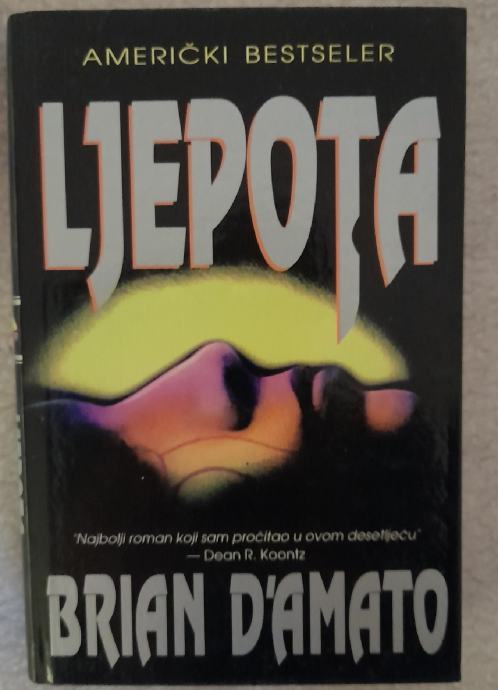 AMERIČKI BESTSELER
LJEPOTA
"Najbolji roman koji sam pročitao u ovom desetljeću"
— Dean R. Koontz
BRIAN D'AMATO